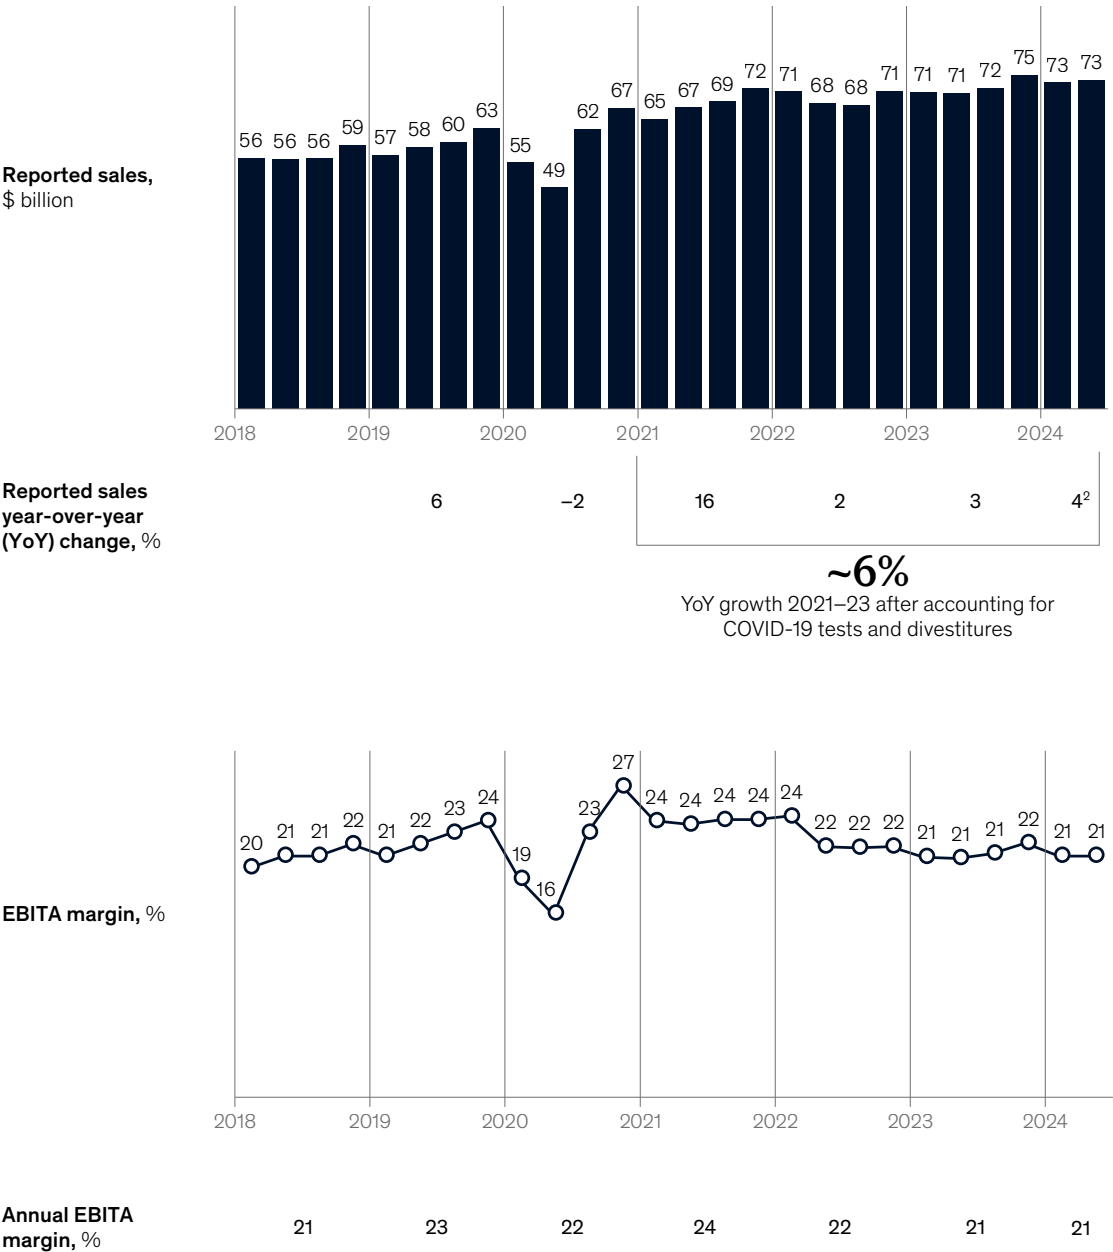 56 56 56 59 57 58 60 63 55 49 62 67 65 67 69 72 71 68 68 71 71 71 72 75 73 73
Reported sales,
$ billion
2018 2019 2020 2021 2022 2023 2024
Reported sales
year-over-year
(YoY) change, %
6 –2 16 2 3 4²
~6%
YoY growth 2021–23 after accounting for
COVID-19 tests and divestitures
20 21 21 22 21 22 23 24 19 16 23 27 24 24 24 24 24 22 22 22 21 21 21 22 21 21
EBITA margin, %
2018 2019 2020 2021 2022 2023 2024
Annual EBITA
margin, %
21 23 22 24 22 21 21